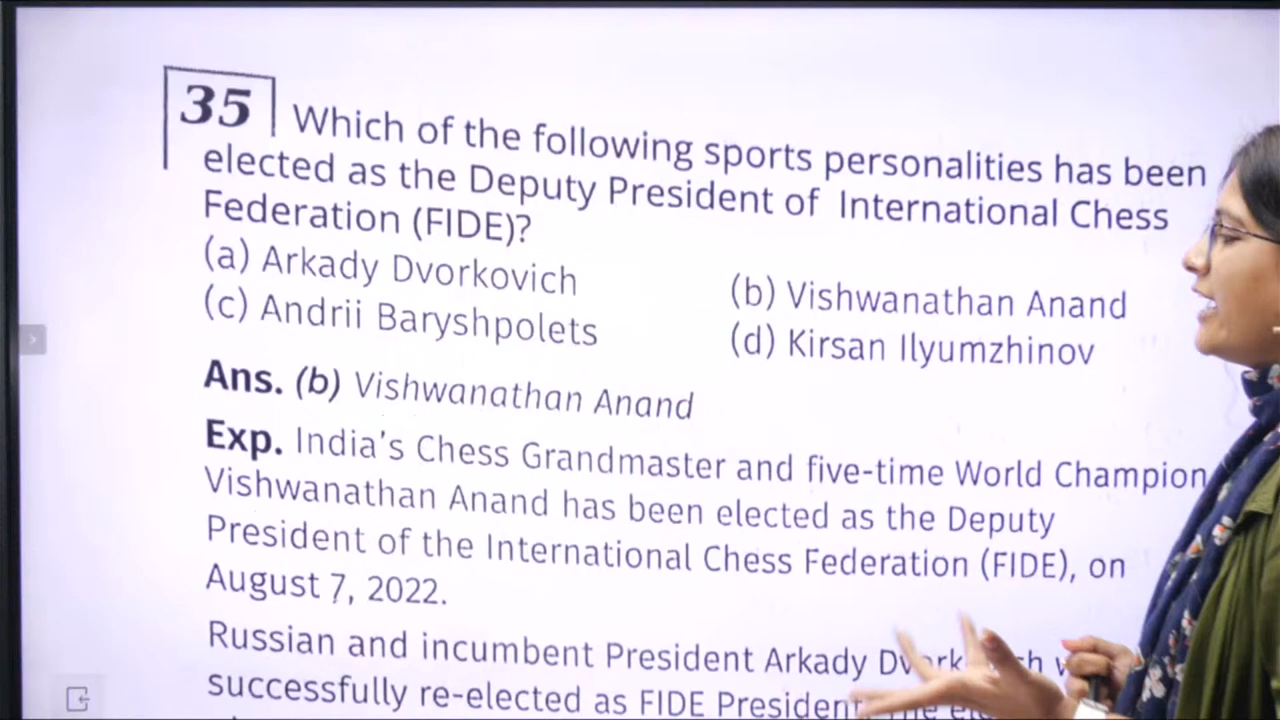 35 Which of the following sports personalities has been
elected as the Deputy President of International Chess
Federation (FIDE)?
(a) Arkady Dvorkovich (b) Vishwanathan Anand
(c) Andrii Baryshpolets (d) Kirsan Ilyumzhinov
Ans. (b) Vishwanathan Anand
Exp. India's Chess Grandmaster and five-time World Champion
Vishwanathan Anand has been elected as the Deputy
President of the International Chess Federation (FIDE), on
August 7, 2022.
Russian and incumbent President Arkady
successfully re-elected as FIDE President